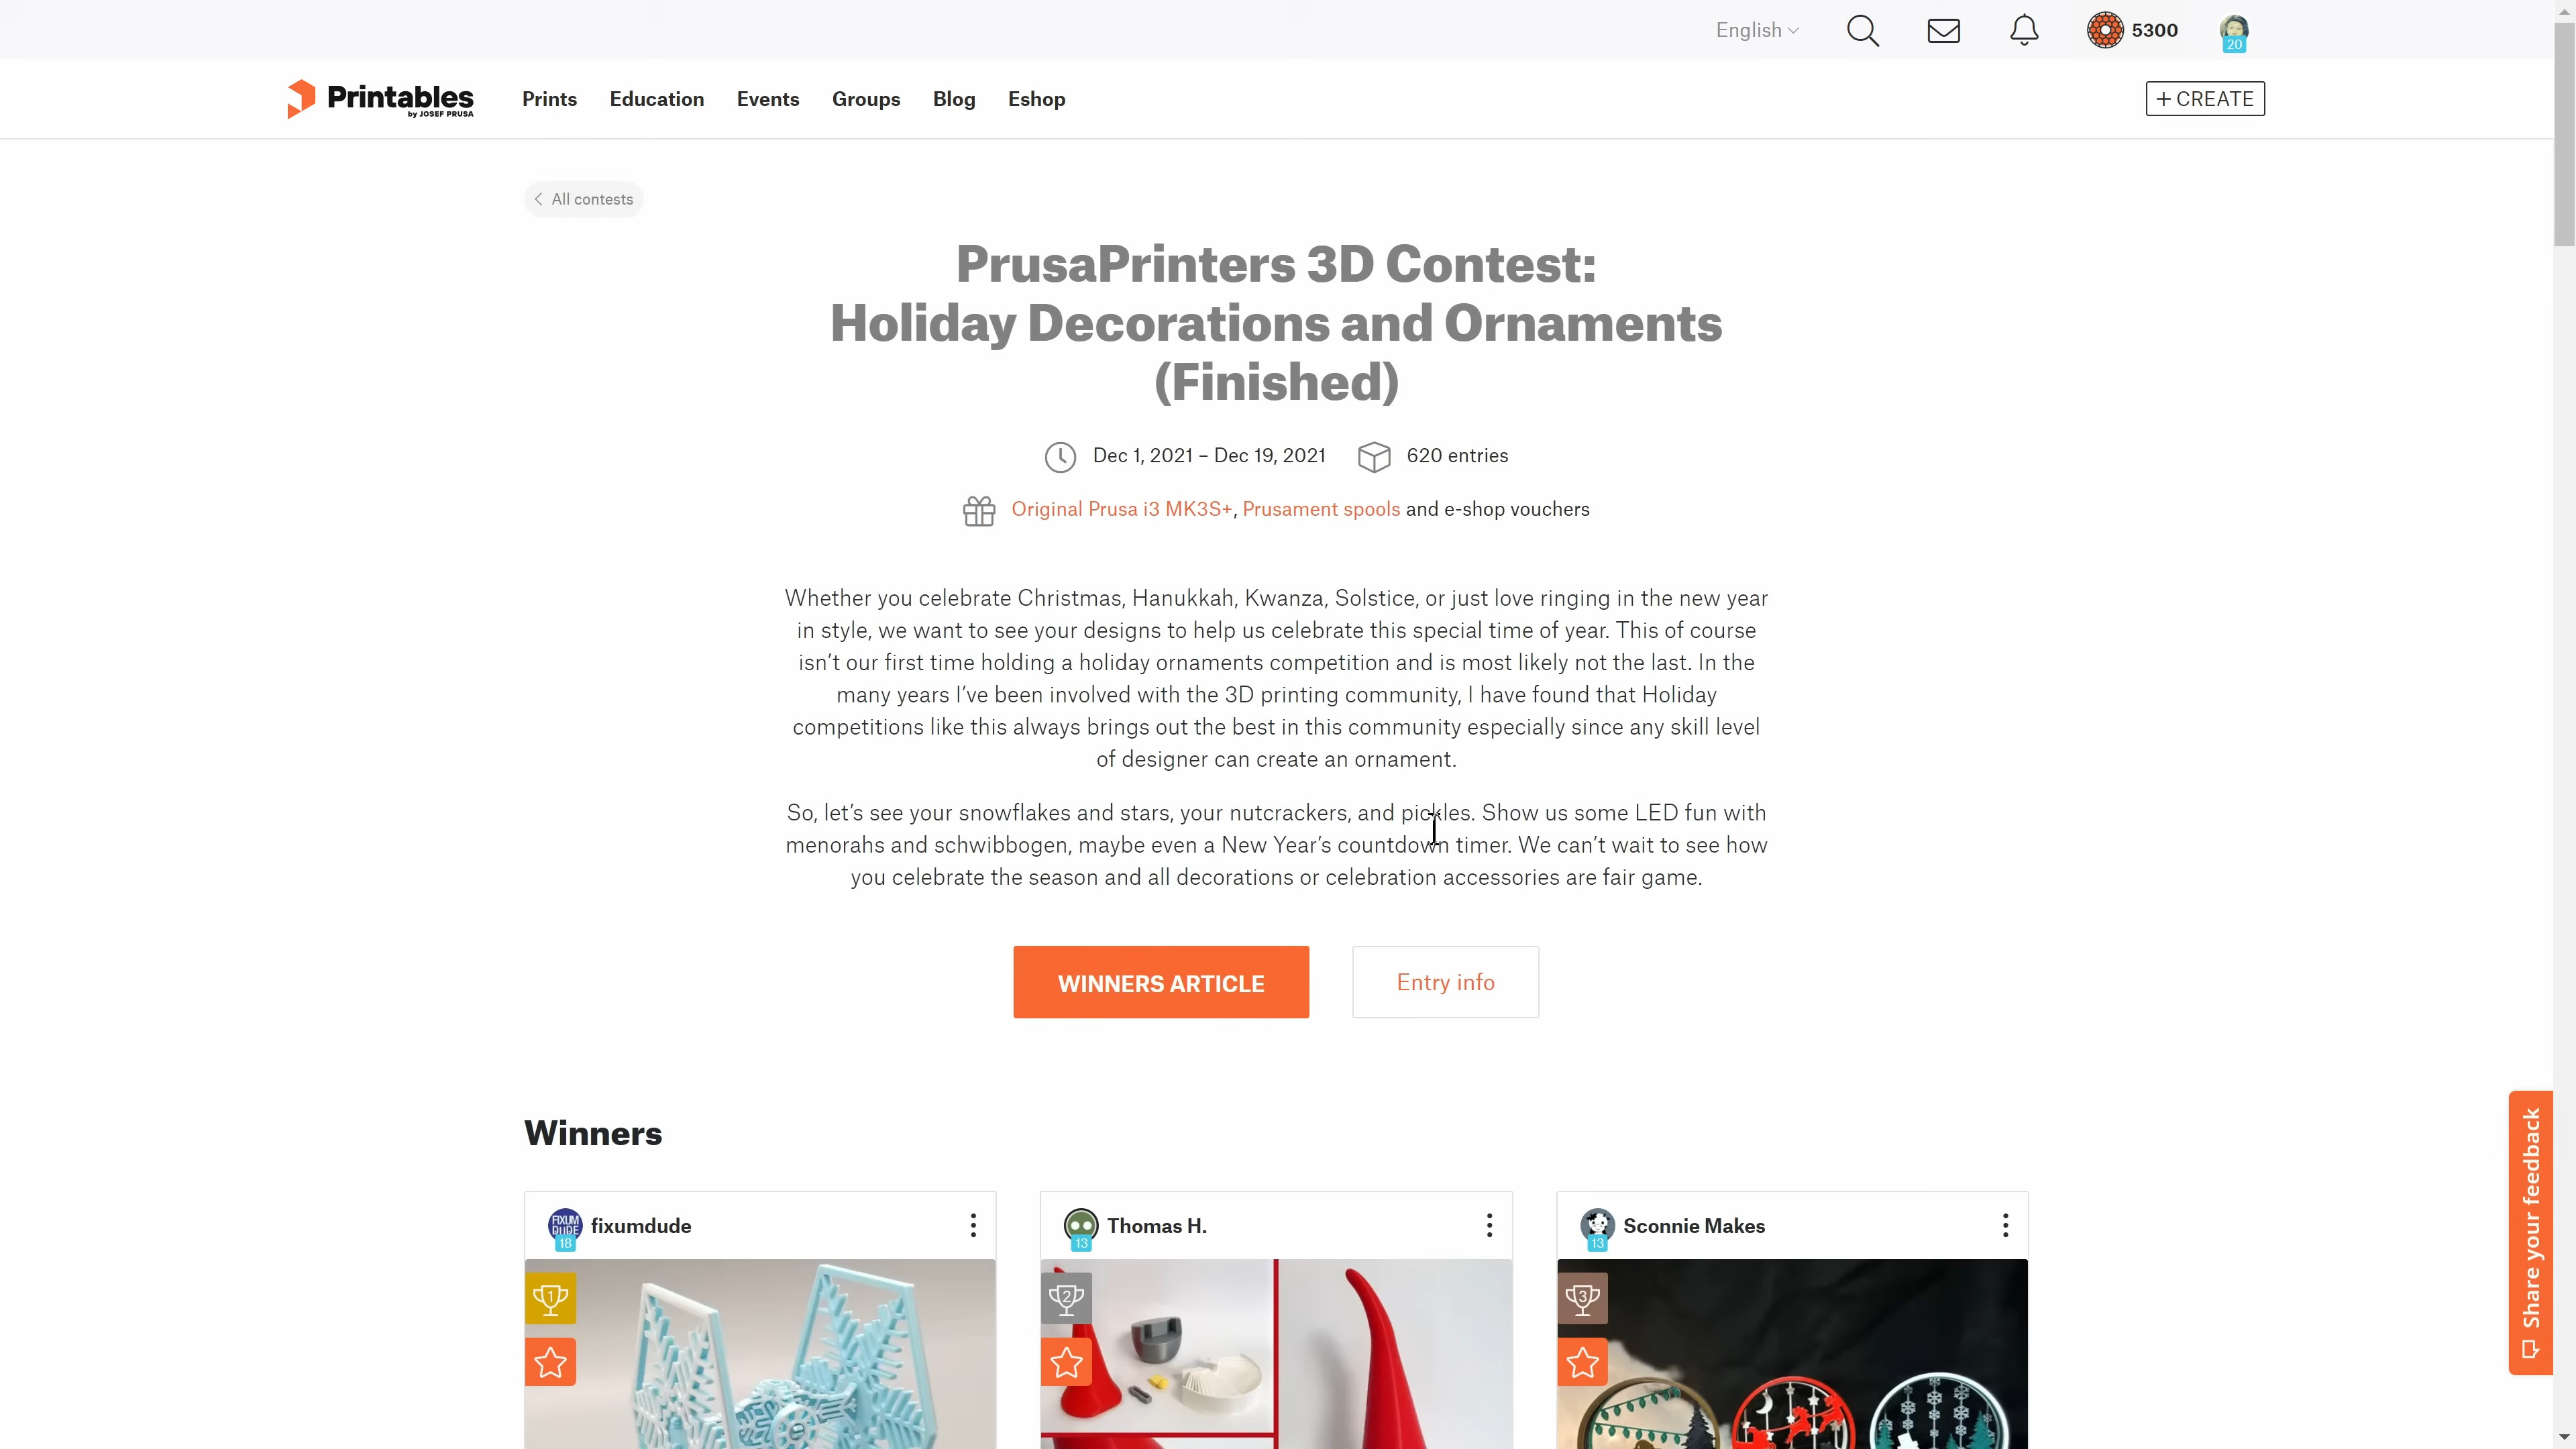 English
5300
20
Printables
by JOSEF PRUSA
Prints
Education
Events
Groups
Blog
Eshop
+ CREATE
All contests
PrusaPrinters 3D Contest:
Holiday Decorations and Ornaments
(Finished)
Dec 1, 2021 – Dec 19, 2021
620 entries
Original Prusa i3 MK3S+, Prusament spools and e-shop vouchers
Whether you celebrate Christmas, Hanukkah, Kwanza, Solstice, or just love ringing in the new year
in style, we want to see your designs to help us celebrate this special time of year. This of course
isn't our first time holding a holiday ornaments competition and is most likely not the last. In the
many years I've been involved with the 3D printing community, I have found that Holiday
competitions like this always brings out the best in this community especially since any skill level
of designer can create an ornament.
So, let's see your snowflakes and stars, your nutcrackers, and pickles. Show us some LED fun with
menorahs and schwibbogen, maybe even a New Year's countdown timer. We can't wait to see how
you celebrate the season and all decorations or celebration accessories are fair game.
WINNERS ARTICLE
Entry info
Share your feedback
Winners
FIXUM
DUDE
18
fixumdude
13
Thomas H.
13
Sconnie Makes
1
2
3